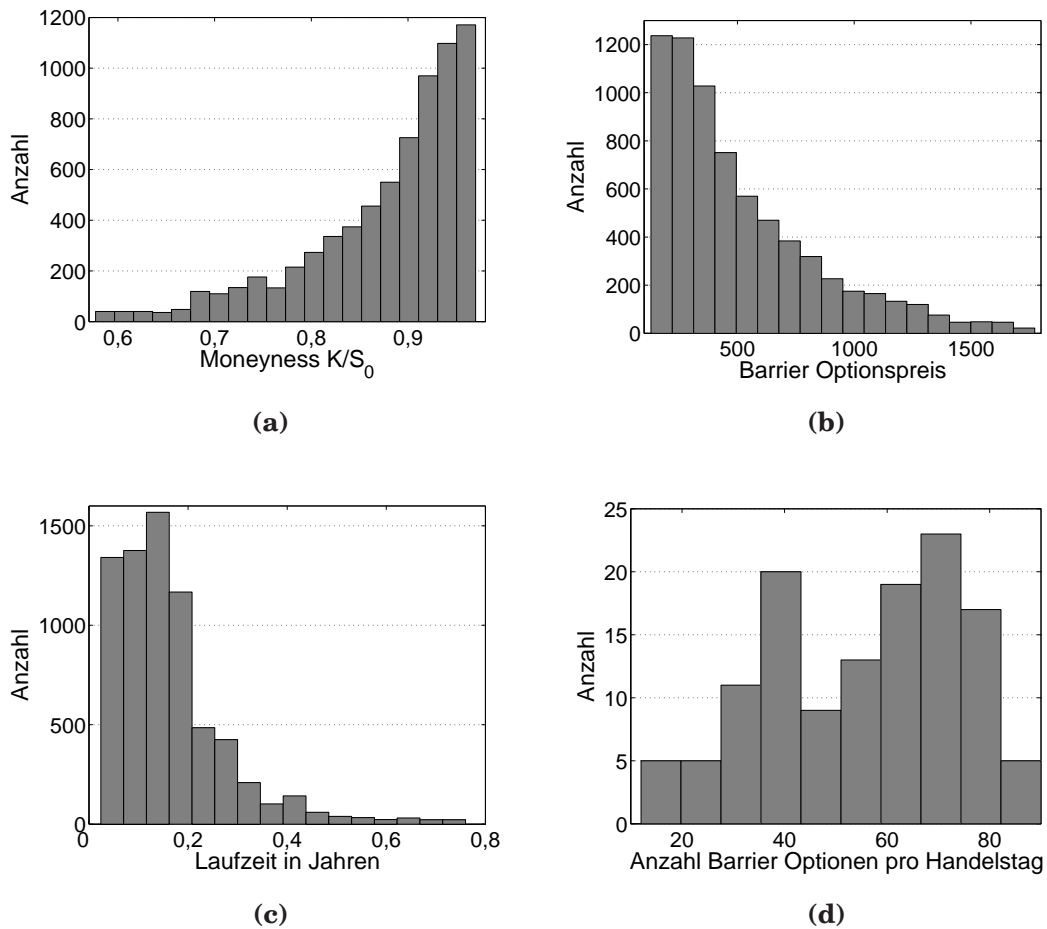 1200
1000
800
600
400
200
0
Anzahl
0,6 0,7 0,8 0,9
Moneyness K/S0
(a)
1200
1000
800
600
400
200
0
Anzahl
500 1000 1500
Barrier Optionspreis
(b)
1500
1000
500
0
Anzahl
0 0,2 0,4 0,6 0,8
Laufzeit in Jahren
(c)
25
20
15
10
5
0
Anzahl
20 40 60 80
Anzahl Barrier Optionen pro Handelstag
(d)